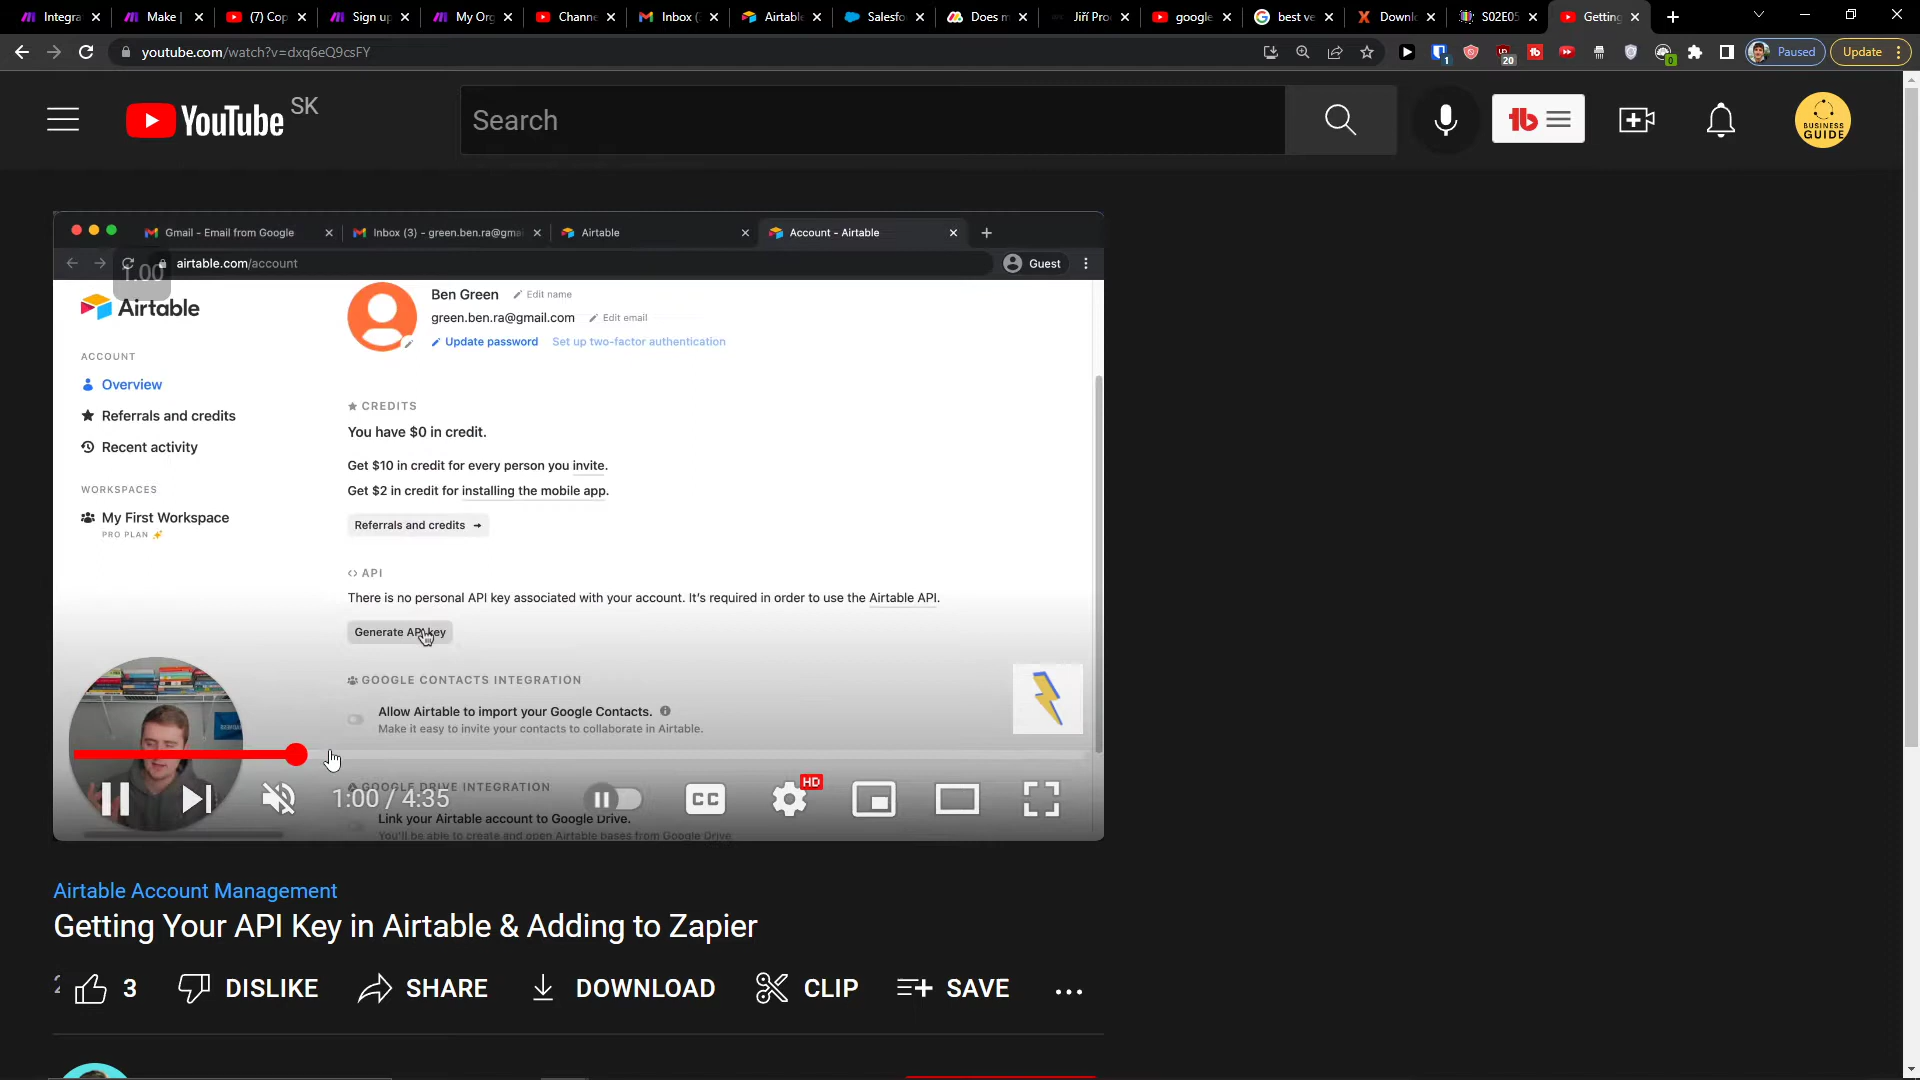 Integra
Make |
(7) Cop
Sign up
My Org
Channe
Inbox (
Airtable
Salesfo
Does m
Jiří Pro
google
best ve
Downlo
S02E05
Getting
youtube.com/watch?v=dxq6eQ9csFY
1
20
0
Paused
Update
YouTube SK
Search
BUSINESS
GUIDE
Gmail - Email from Google
Inbox (3) - green.ben.ra@gma
Airtable
Account - Airtable
airtable.com/account
Guest
1.00
Airtable
Ben Green
Edit name
green.ben.ra@gmail.com
Edit email
Update password
Set up two-factor authentication
ACCOUNT
Overview
Referrals and credits
Recent activity
WORKSPACES
My First Workspace
PRO PLAN
CREDITS
You have $0 in credit.
Get $10 in credit for every person you invite.
Get $2 in credit for installing the mobile app.
Referrals and credits →
<> API
There is no personal API key associated with your account. It's required in order to use the Airtable API.
Generate API key
GOOGLE CONTACTS INTEGRATION
Allow Airtable to import your Google Contacts.
Make it easy to invite your contacts to collaborate in Airtable.
GOOGLE DRIVE INTEGRATION
Link your Airtable account to Google Drive.
You'll be able to create and open Airtable bases from Google Drive
1:00 / 4:35
CC
HD
Airtable Account Management
Getting Your API Key in Airtable & Adding to Zapier
3
DISLIKE
SHARE
DOWNLOAD
CLIP
SAVE